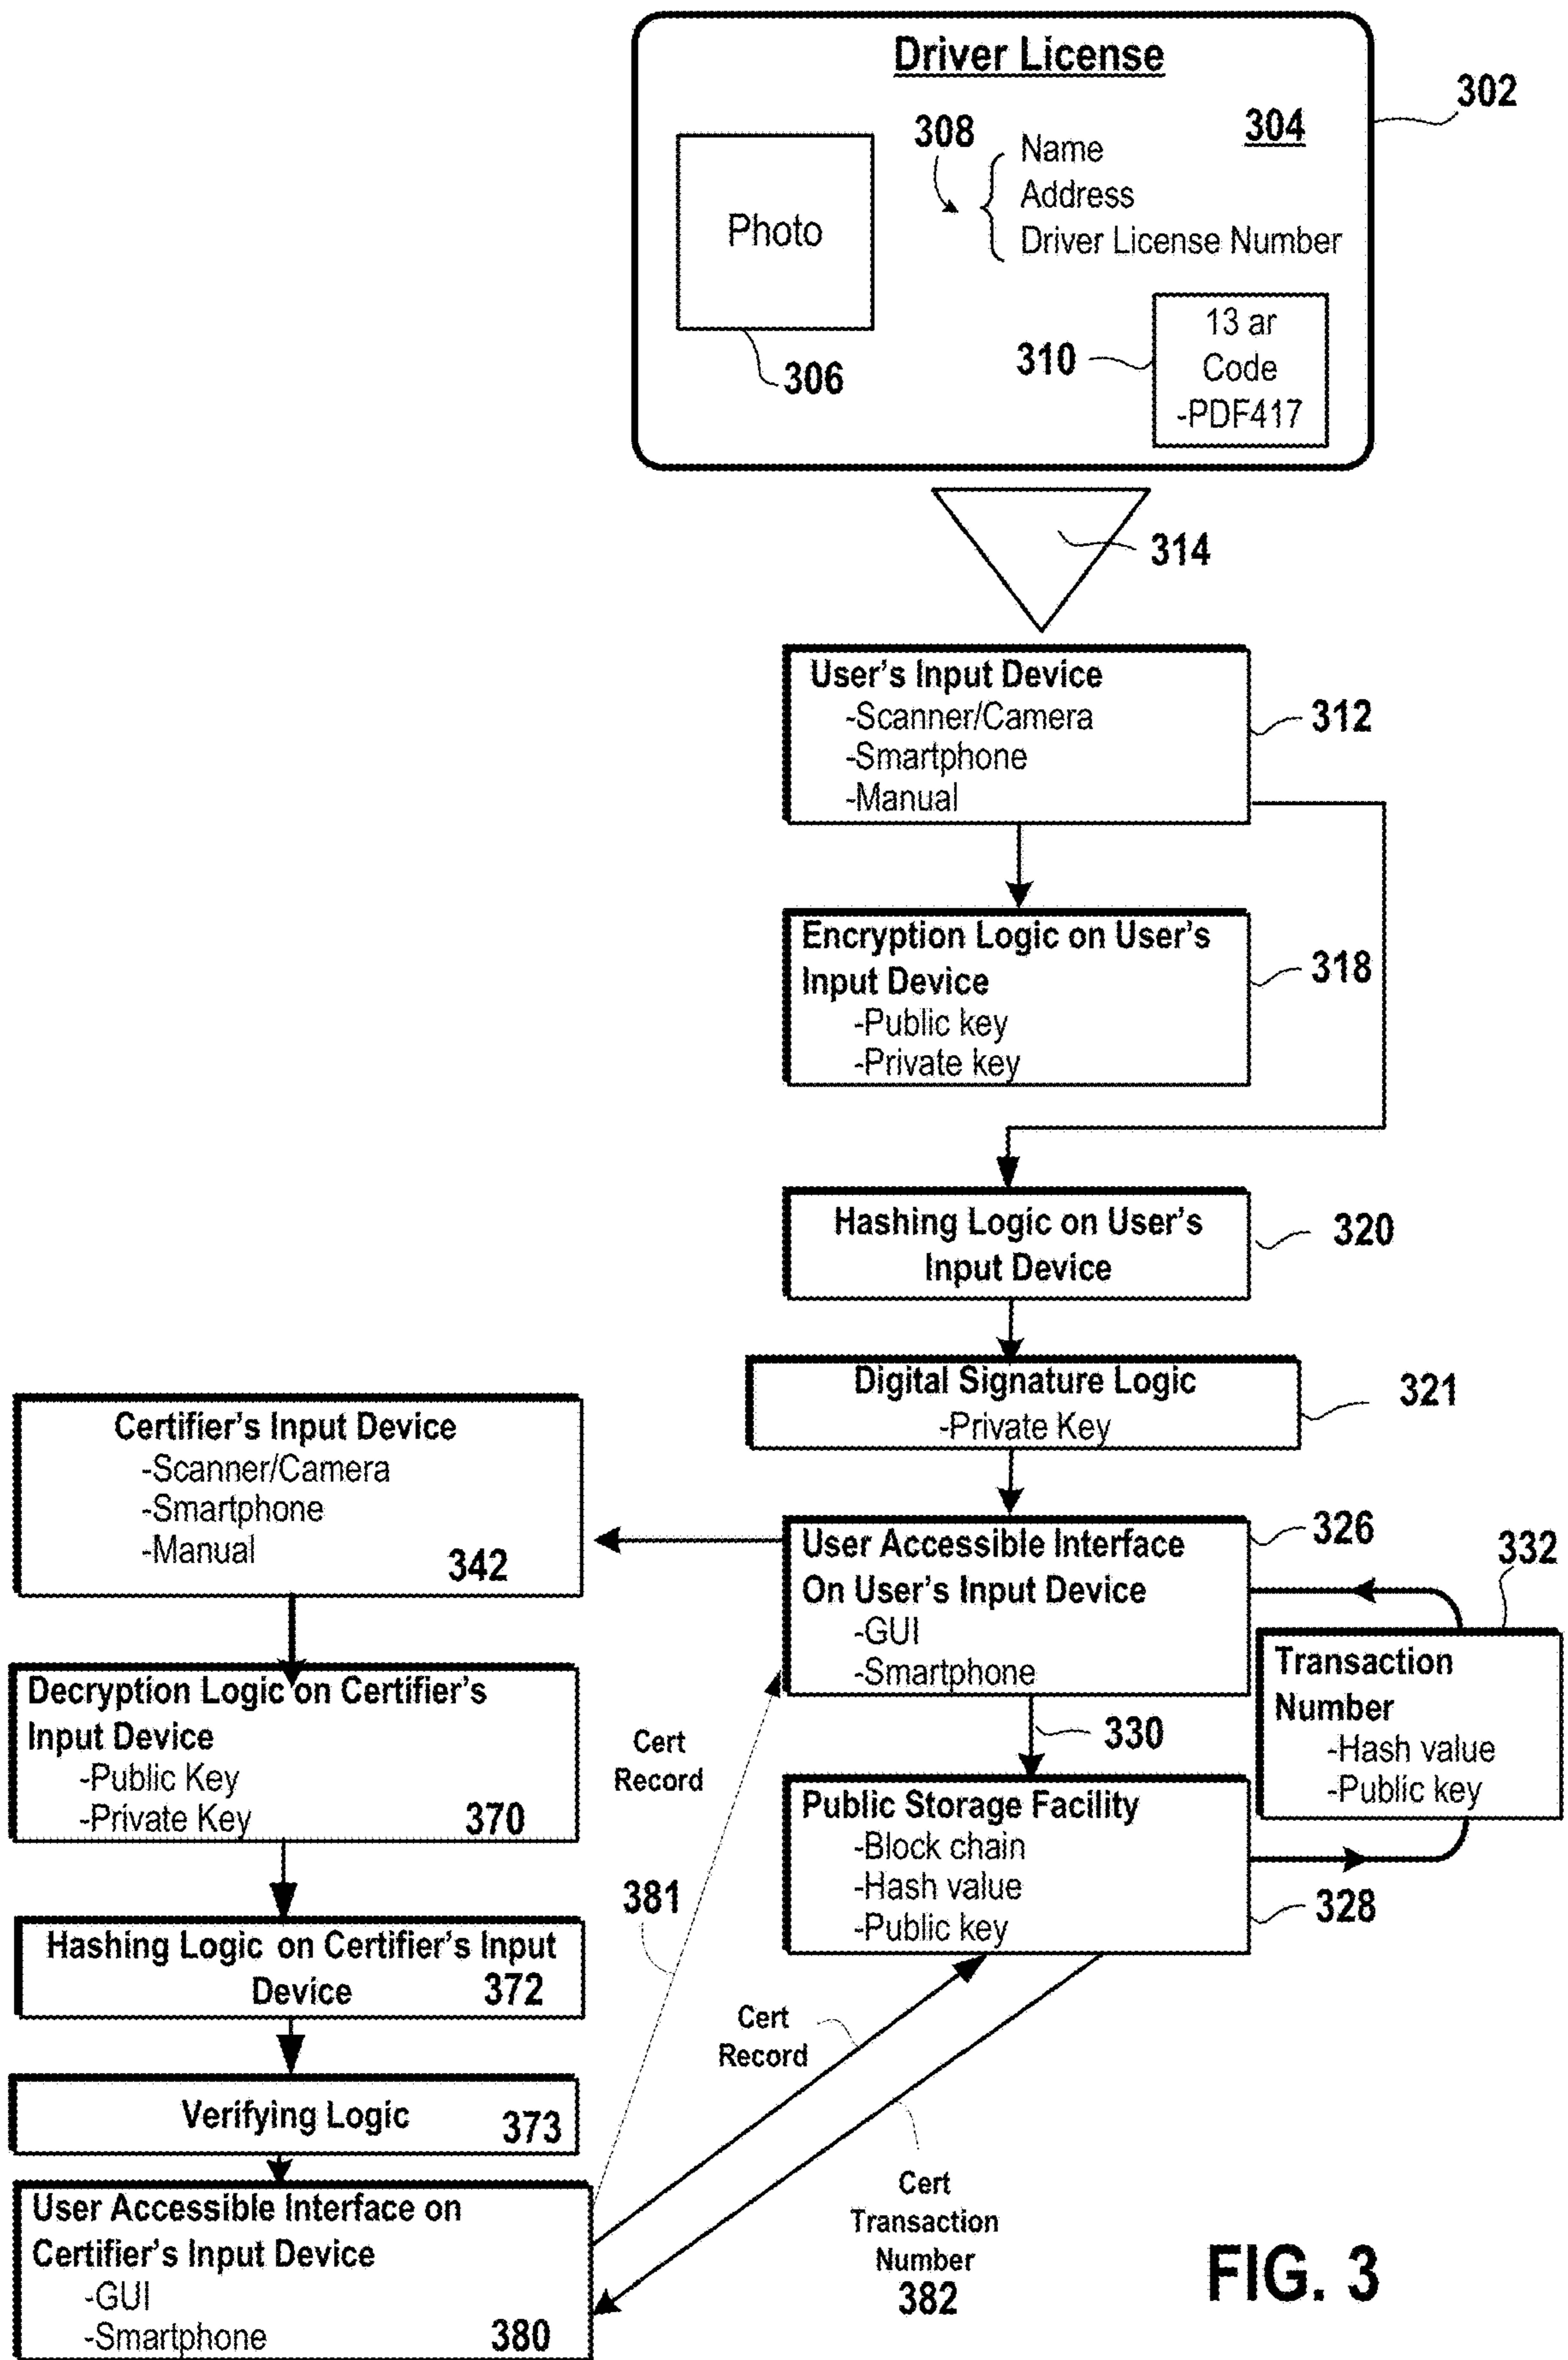 Driver License
302
304
308
Name
Address
Driver License Number
Photo
306
310
13 ar
Code
-PDF417
314
User's Input Device
-Scanner/Camera
-Smartphone
-Manual
312
Encryption Logic on User's
Input Device
-Public key
-Private key
318
Hashing Logic on User's
Input Device
320
Digital Signature Logic
-Private Key
321
Certifier's Input Device
-Scanner/Camera
-Smartphone
-Manual
342
User Accessible Interface
On User's Input Device
-GUI
-Smartphone
326
332
Transaction
Number
-Hash value
-Public key
330
Decryption Logic on Certifier's
Input Device
-Public Key
-Private Key
370
Cert
Record
381
Public Storage Facility
-Block chain
-Hash value
-Public key
328
Hashing Logic on Certifier's Input
Device
372
Cert
Record
Verifying Logic
373
User Accessible Interface on
Certifier's Input Device
-GUI
-Smartphone
380
Cert
Transaction
Number
382
FIG. 3